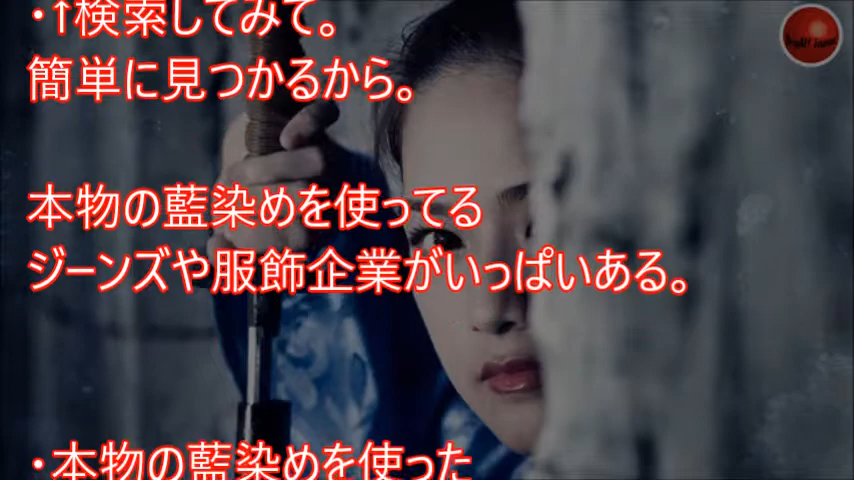 ・↑検索してみて。
簡単に見つかるから。
本物の藍染めを使ってる
ジーンズや服飾企業がいっぱいある。
・本物の藍染めを使った